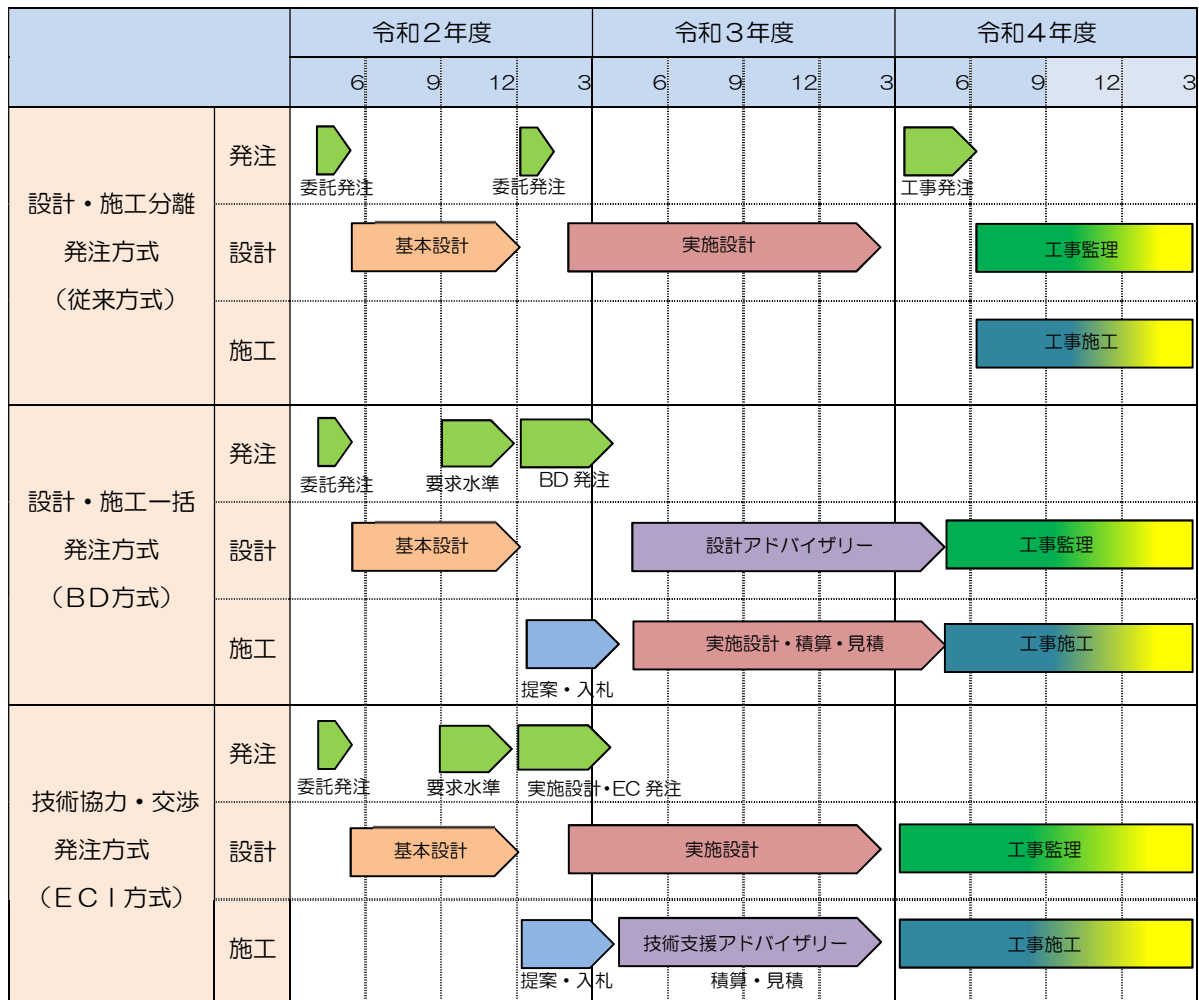 令和2年度 令和3年度 令和4年度
6 9 12 3 6 9 12 3 6 9 12 3
設計・施工分離
発注方式
（従来方式）
発注
委託発注 委託発注 工事発注
設計
基本設計 実施設計 工事監理
施工
工事施工
設計・施工一括
発注方式
（BD方式）
発注
委託発注 要求水準 BD発注
設計
基本設計 設計アドバイザリー 工事監理
施工
実施設計・積算・見積 工事施工
提案・入札
技術協力・交渉
発注方式
（ECI方式）
発注
委託発注 要求水準 実施設計・EC発注
設計
基本設計 実施設計 工事監理
施工
技術支援アドバイザリー 工事施工
提案・入札 積算・見積